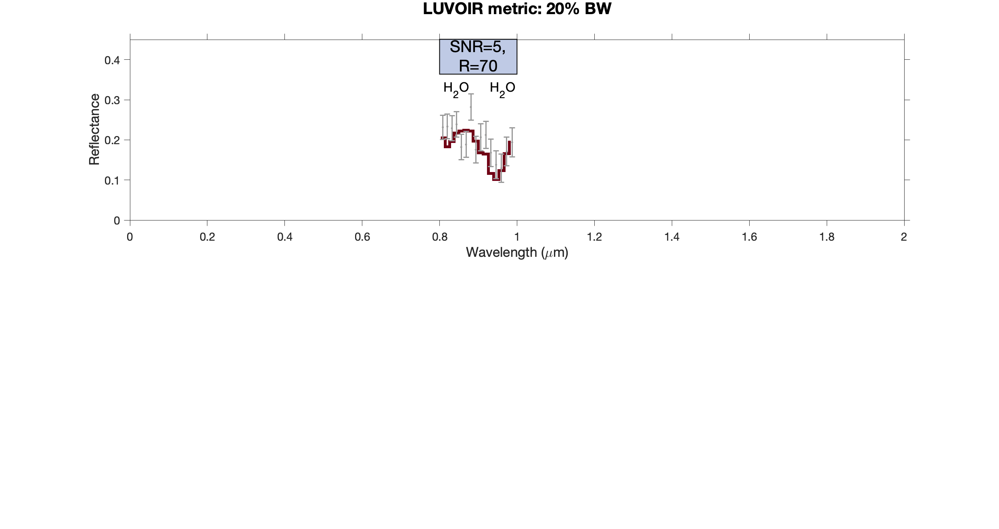 LUVOIR metric: 20% BW
SNR=5,
R=70
H₂O H₂O
0.4
0.3
0.2
0.1
0
Reflectance
0 0.2 0.4 0.6 0.8 1 1.2 1.4 1.6 1.8 2
Wavelength (μm)